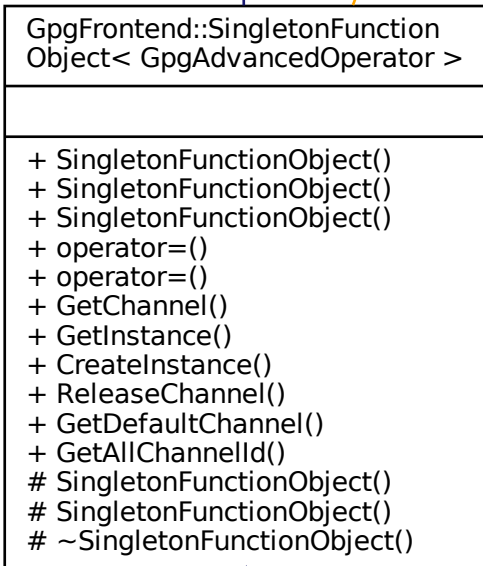 GpgFrontend::SingletonFunction
Object< GpgAdvancedOperator >
+ SingletonFunctionObject()
+ SingletonFunctionObject()
+ SingletonFunctionObject()
+ operator=()
+ operator=()
+ GetChannel()
+ GetInstance()
+ CreateInstance()
+ ReleaseChannel()
+ GetDefaultChannel()
+ GetAllChannelId()
# SingletonFunctionObject()
# SingletonFunctionObject()
# ~SingletonFunctionObject()